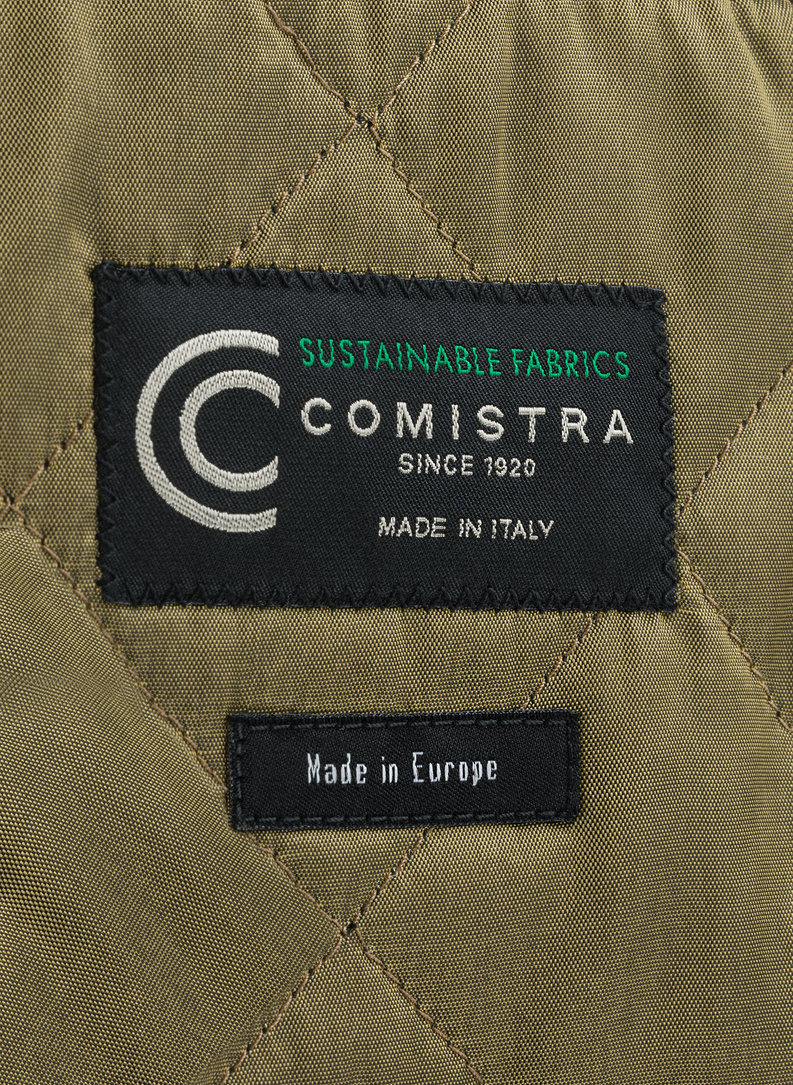 SUSTAINABLE FABRICS
COMISTRA
SINCE 1920
MADE IN ITALY
Made in Europe